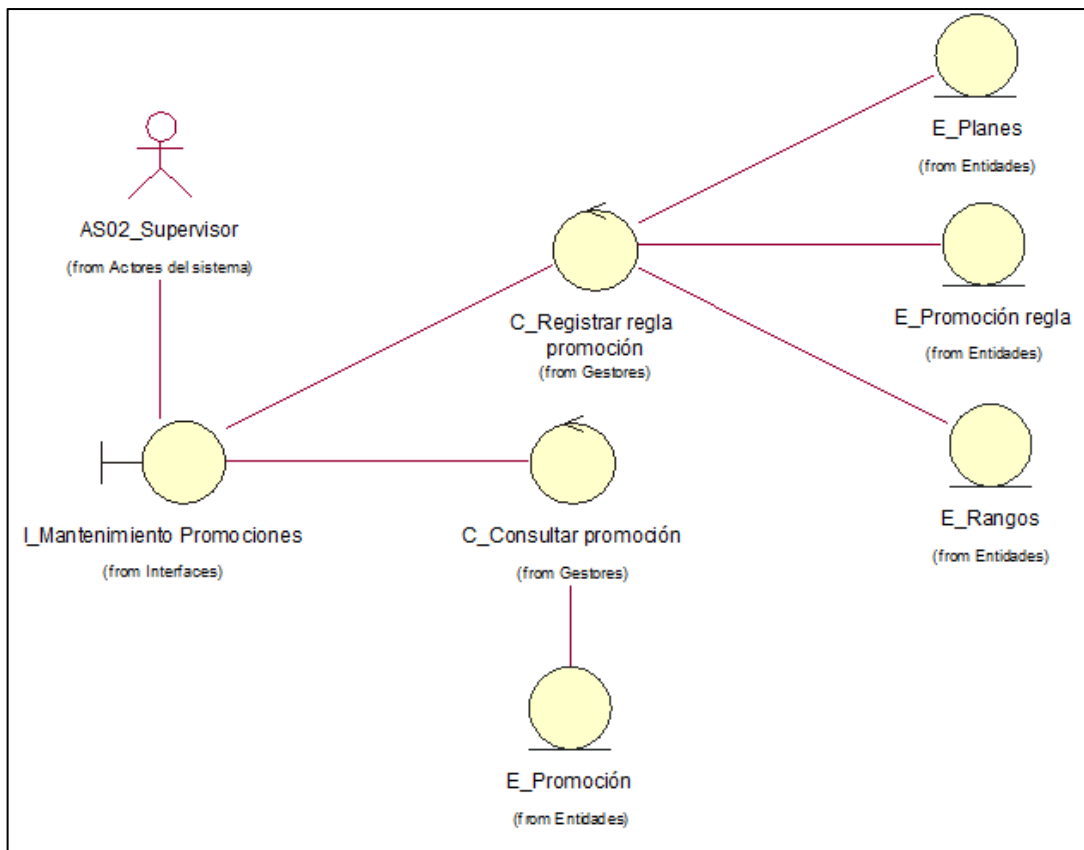 E_Planes
(from Entidades)
AS02_Supervisor
(from Actores del sistema)
C_Registrar regla
promoción
(from Gestores)
E_Promoción regla
(from Entidades)
I_Mantenimiento Promociones
(from Interfaces)
C_Consultar promoción
(from Gestores)
E_Rangos
(from Entidades)
E_Promoción
(from Entidades)